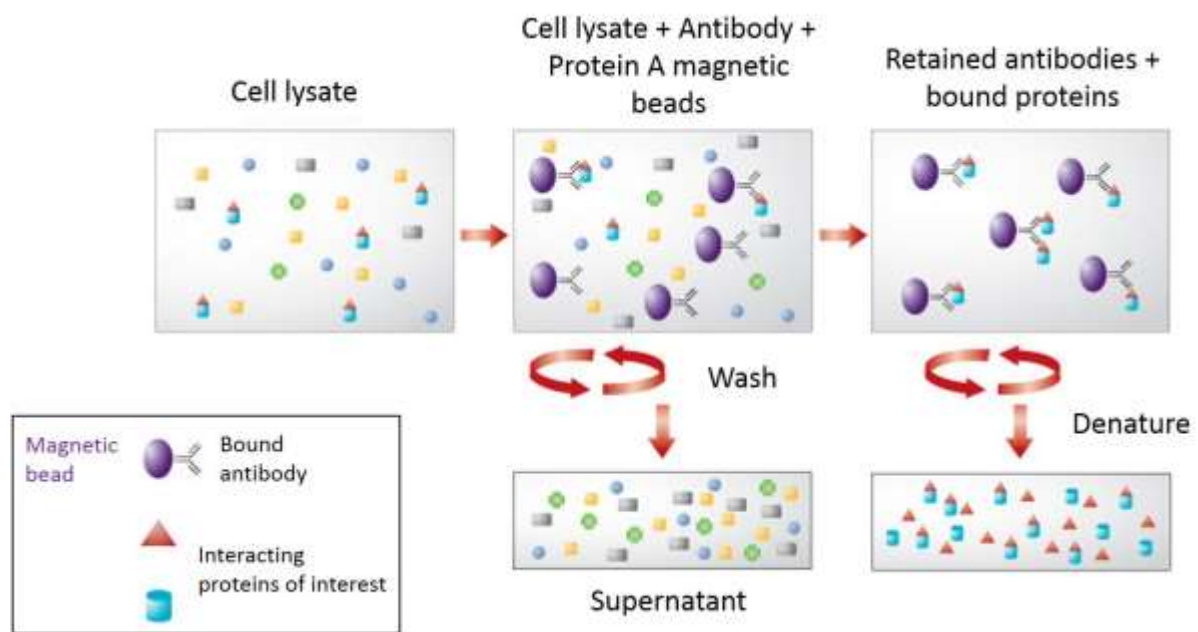 Cell lysate
Cell lysate + Antibody +
Protein A magnetic
beads
Retained antibodies +
bound proteins
Wash
Denature
Magnetic
bead
Bound
antibody
Interacting
proteins of interest
Supernatant